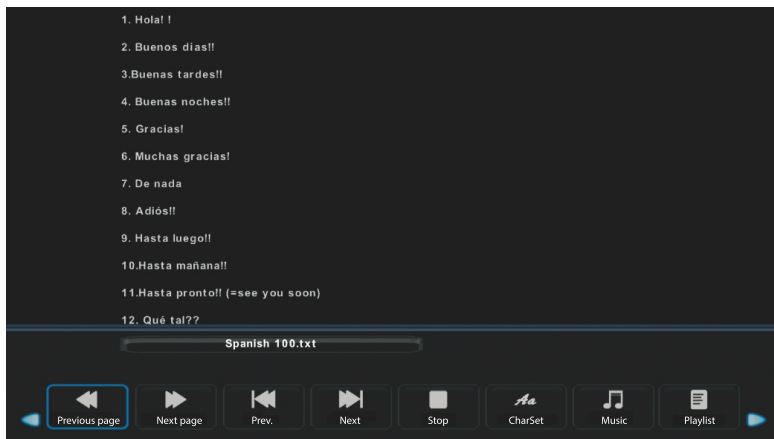 1. Hola! !
2. Buenos días!!
3.Buenas tardes!!
4. Buenas noches!!
5. Gracias!
6. Muchas gracias!
7. De nada
8. Adiós!!
9. Hasta luego!!
10.Hasta mañana!!
11.Hasta pronto!! (=see you soon)
12. Qué tal??
Spanish 100.txt
Previous page Next page Prev. Next Stop CharSet Music Playlist
Aa